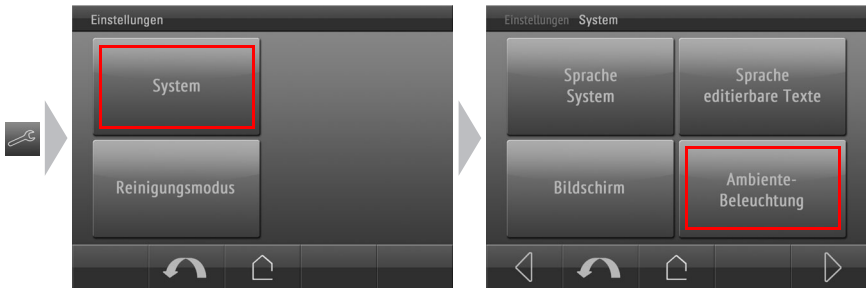 Einstellungen
System
Reinigungsmodus
Einstellungen System
Sprache
System
Sprache
editierbare Texte
Bildschirm
Ambiente-
Beleuchtung